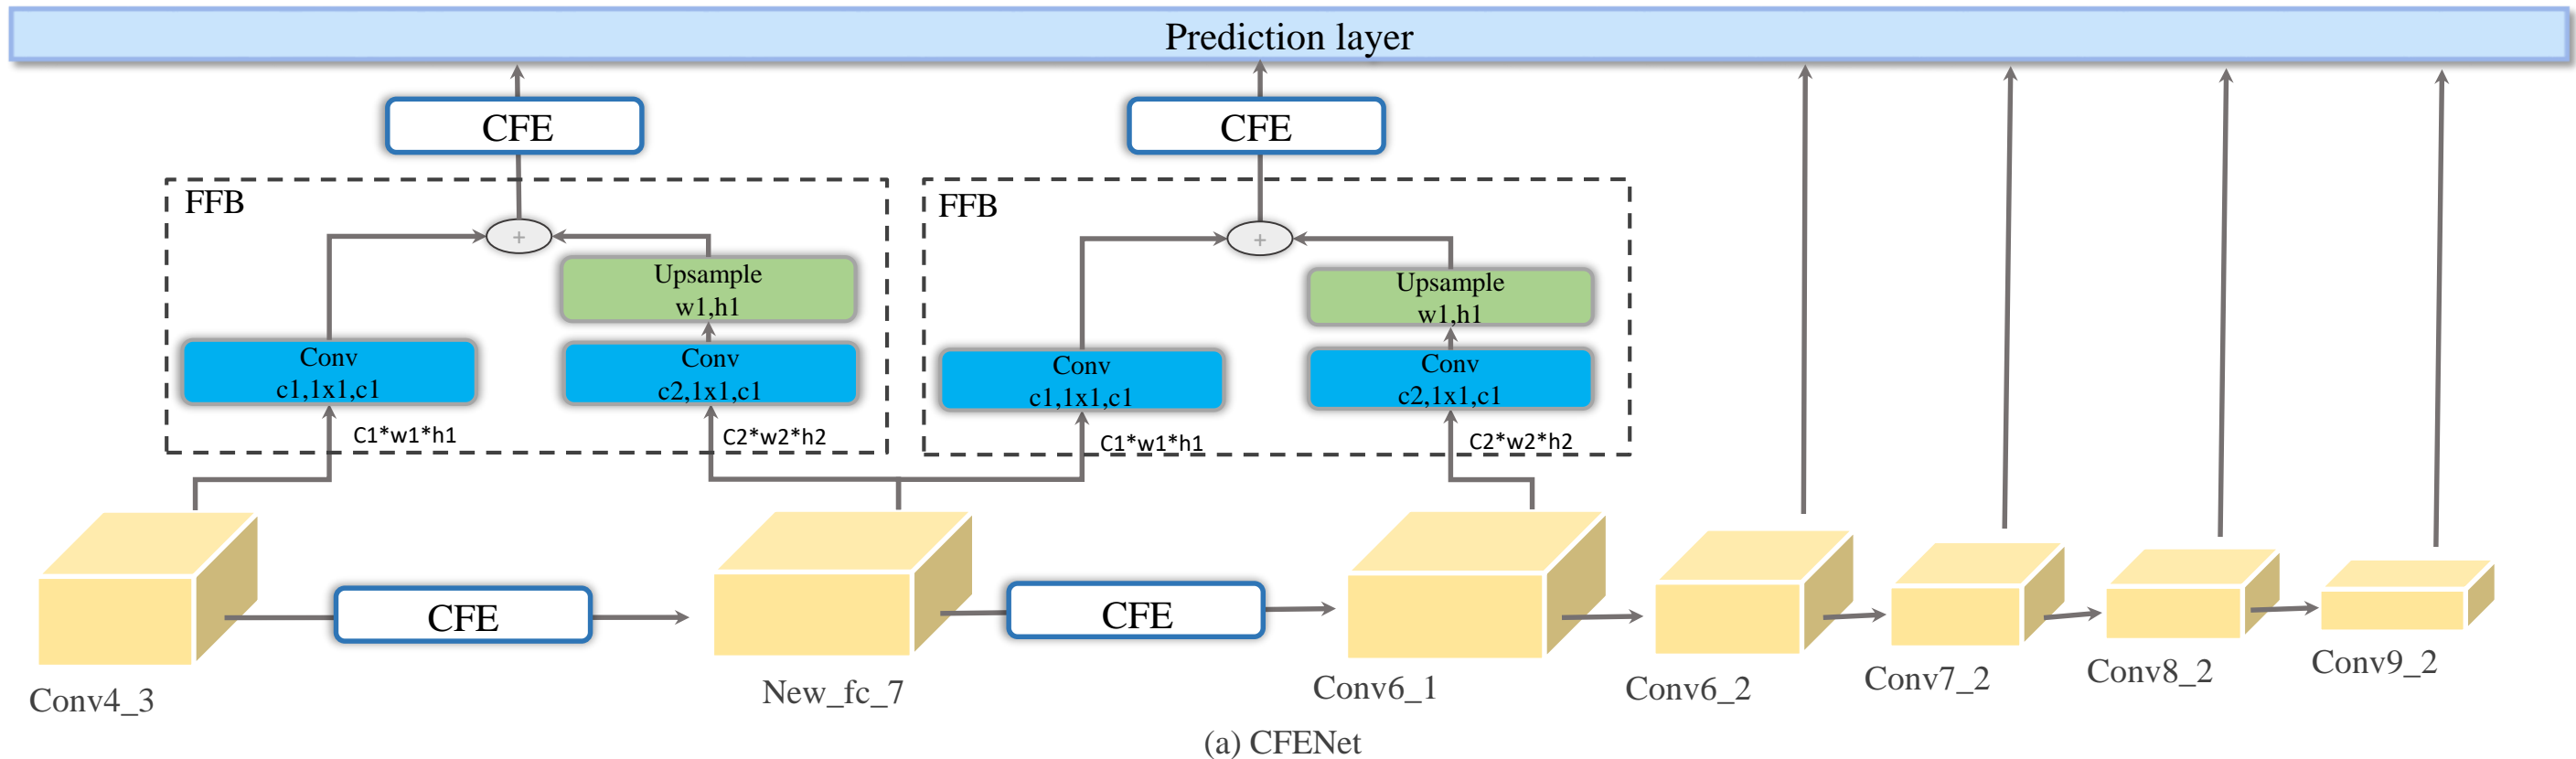 Prediction layer
CFE
CFE
FFB
FFB
+
+
Upsample
w1,h1
Upsample
w1,h1
Conv
c1,1x1,c1
Conv
c2,1x1,c1
Conv
c1,1x1,c1
Conv
c2,1x1,c1
C1*w1*h1
C2*w2*h2
C1*w1*h1
C2*w2*h2
CFE
CFE
Conv4_3
New_fc_7
Conv6_1
Conv6_2
Conv7_2
Conv8_2
Conv9_2
(a) CFENet